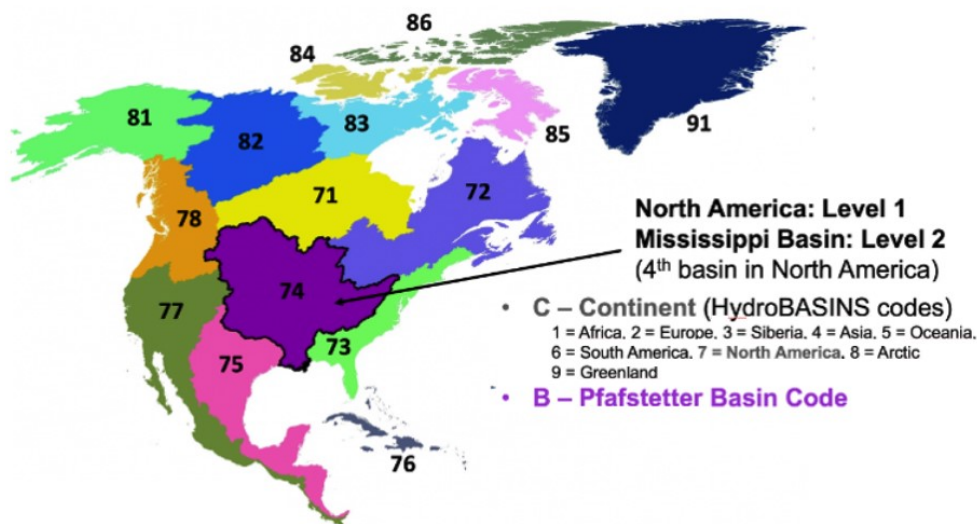 86
84
81
82
83
85
91
71
72
78
North America: Level 1
Mississippi Basin: Level 2
(4th basin in North America)
74
77
73
75
76
• C – Continent (HydroBASINS codes)
1 = Africa, 2 = Europe, 3 = Siberia, 4 = Asia, 5 = Oceania,
6 = South America, 7 = North America, 8 = Arctic
9 = Greenland
• B – Pfafstetter Basin Code